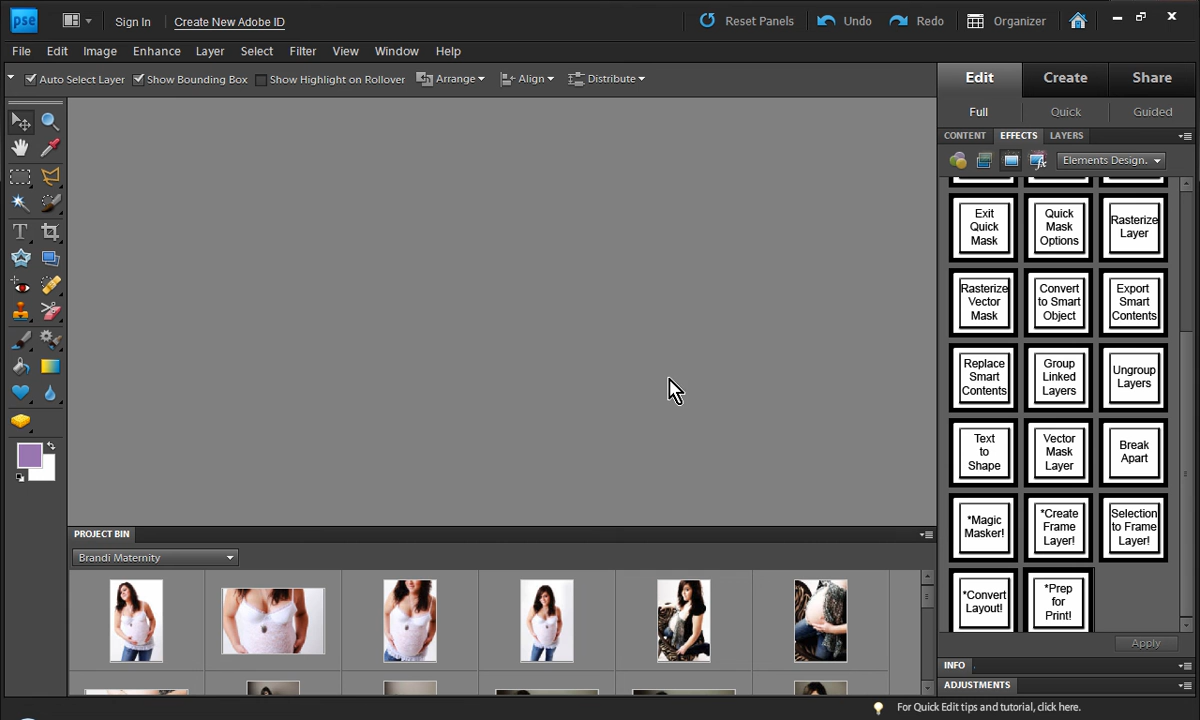 pse
Sign In
Create New Adobe ID
Reset Panels
Undo
Redo
Organizer
File Edit Image Enhance Layer Select Filter View Window Help
Auto Select Layer
Show Bounding Box
Show Highlight on Rollover
Arrange
Align
Distribute
Edit
Create
Share
Full
Quick
Guided
CONTENT
EFFECTS
LAYERS
Elements Design.
Exit
Quick
Mask
Quick
Mask
Options
Rasterize
Layer
Rasterize
Vector
Mask
Convert
to Smart
Object
Export
Smart
Contents
Replace
Smart
Contents
Group
Linked
Layers
Ungroup
Layers
Text
to
Shape
Vector
Mask
Layer
Break
Apart
*Magic
Masker!
*Create
Frame
Layer!
Selection
to Frame
Layer!
*Convert
Layout!
*Prep
for
Print!
Apply
T
PROJECT BIN
Brandi Maternity
INFO
ADJUSTMENTS
For Quick Edit tips and tutorial, click here.